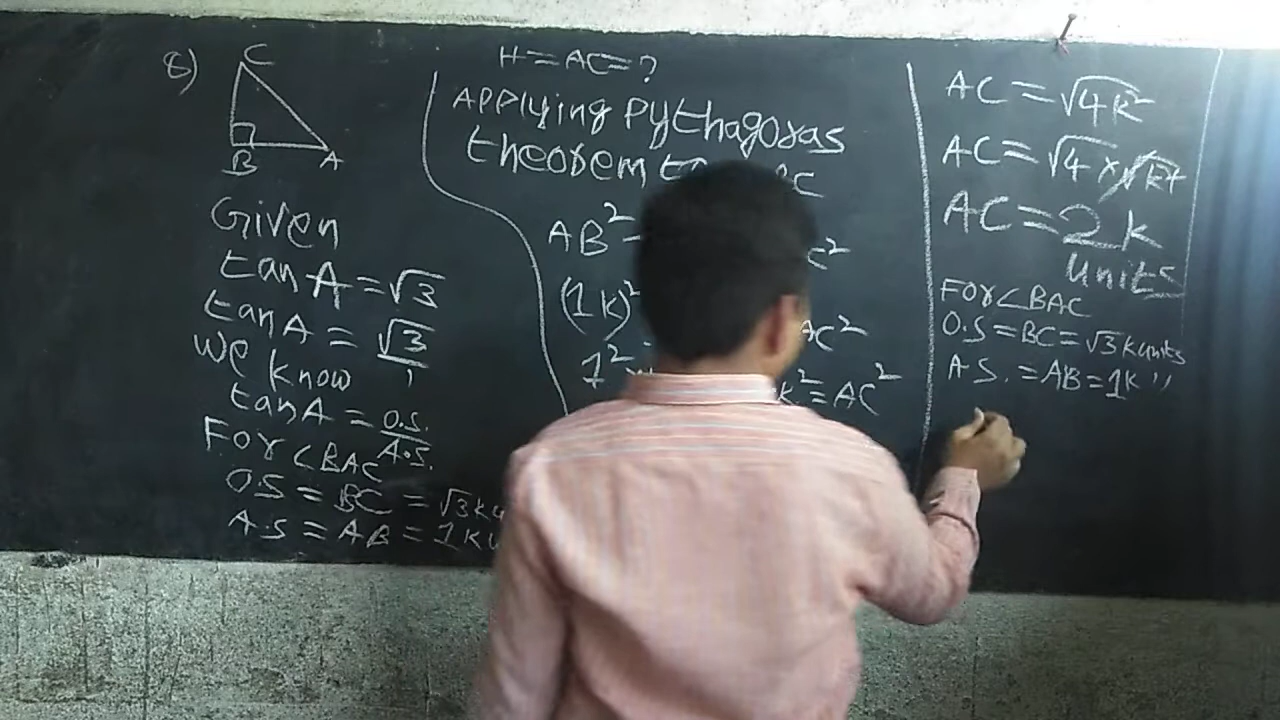 8)
C
B A
Given
tan A = √3
tan A = √3/1
We know
tan A = O.S./A.S.
For ∠BAC
O.S = BC = √3k
A.S = AB = 1k
H = AC = ?
Applying Pythagoras
theorem
AB²
(1k)² AC²
1² k² = AC²
AC = √4k²
AC = √4 × √k²
AC = 2k
units
For ∠BAC
O.S = BC = √3k units
A.S. = AB = 1k ''